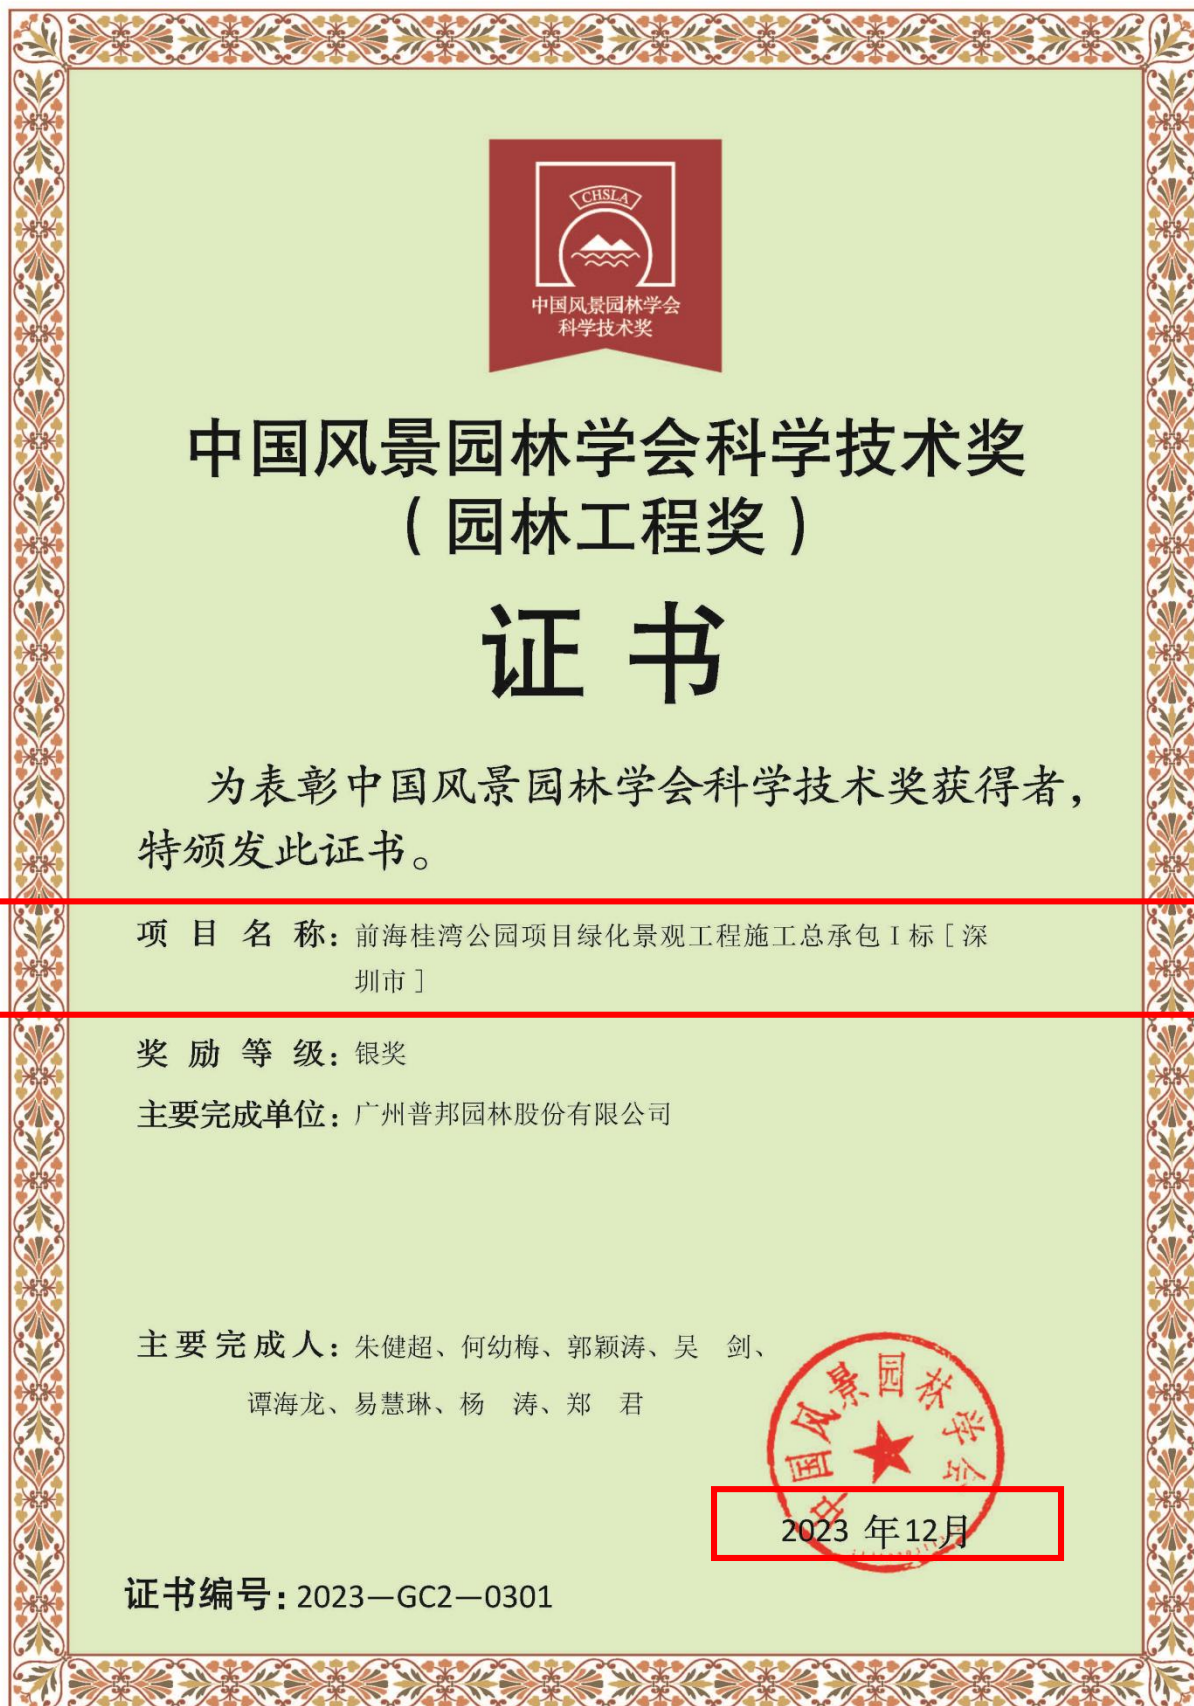 CHSLA
中国风景园林学会
科学技术奖
中国风景园林学会科学技术奖
（园林工程奖）
证书
为表彰中国风景园林学会科学技术奖获得者，
特颁发此证书。
项目名称：前海桂湾公园项目绿化景观工程施工总承包 I 标［深
圳市］
奖励等级：银奖
主要完成单位：广州普邦园林股份有限公司
主要完成人：朱健超、何幼梅、郭颖涛、吴　剑、
谭海龙、易慧琳、杨　涛、郑　君
中国风景园林学会
2023 年12月
证书编号：2023—GC2—0301